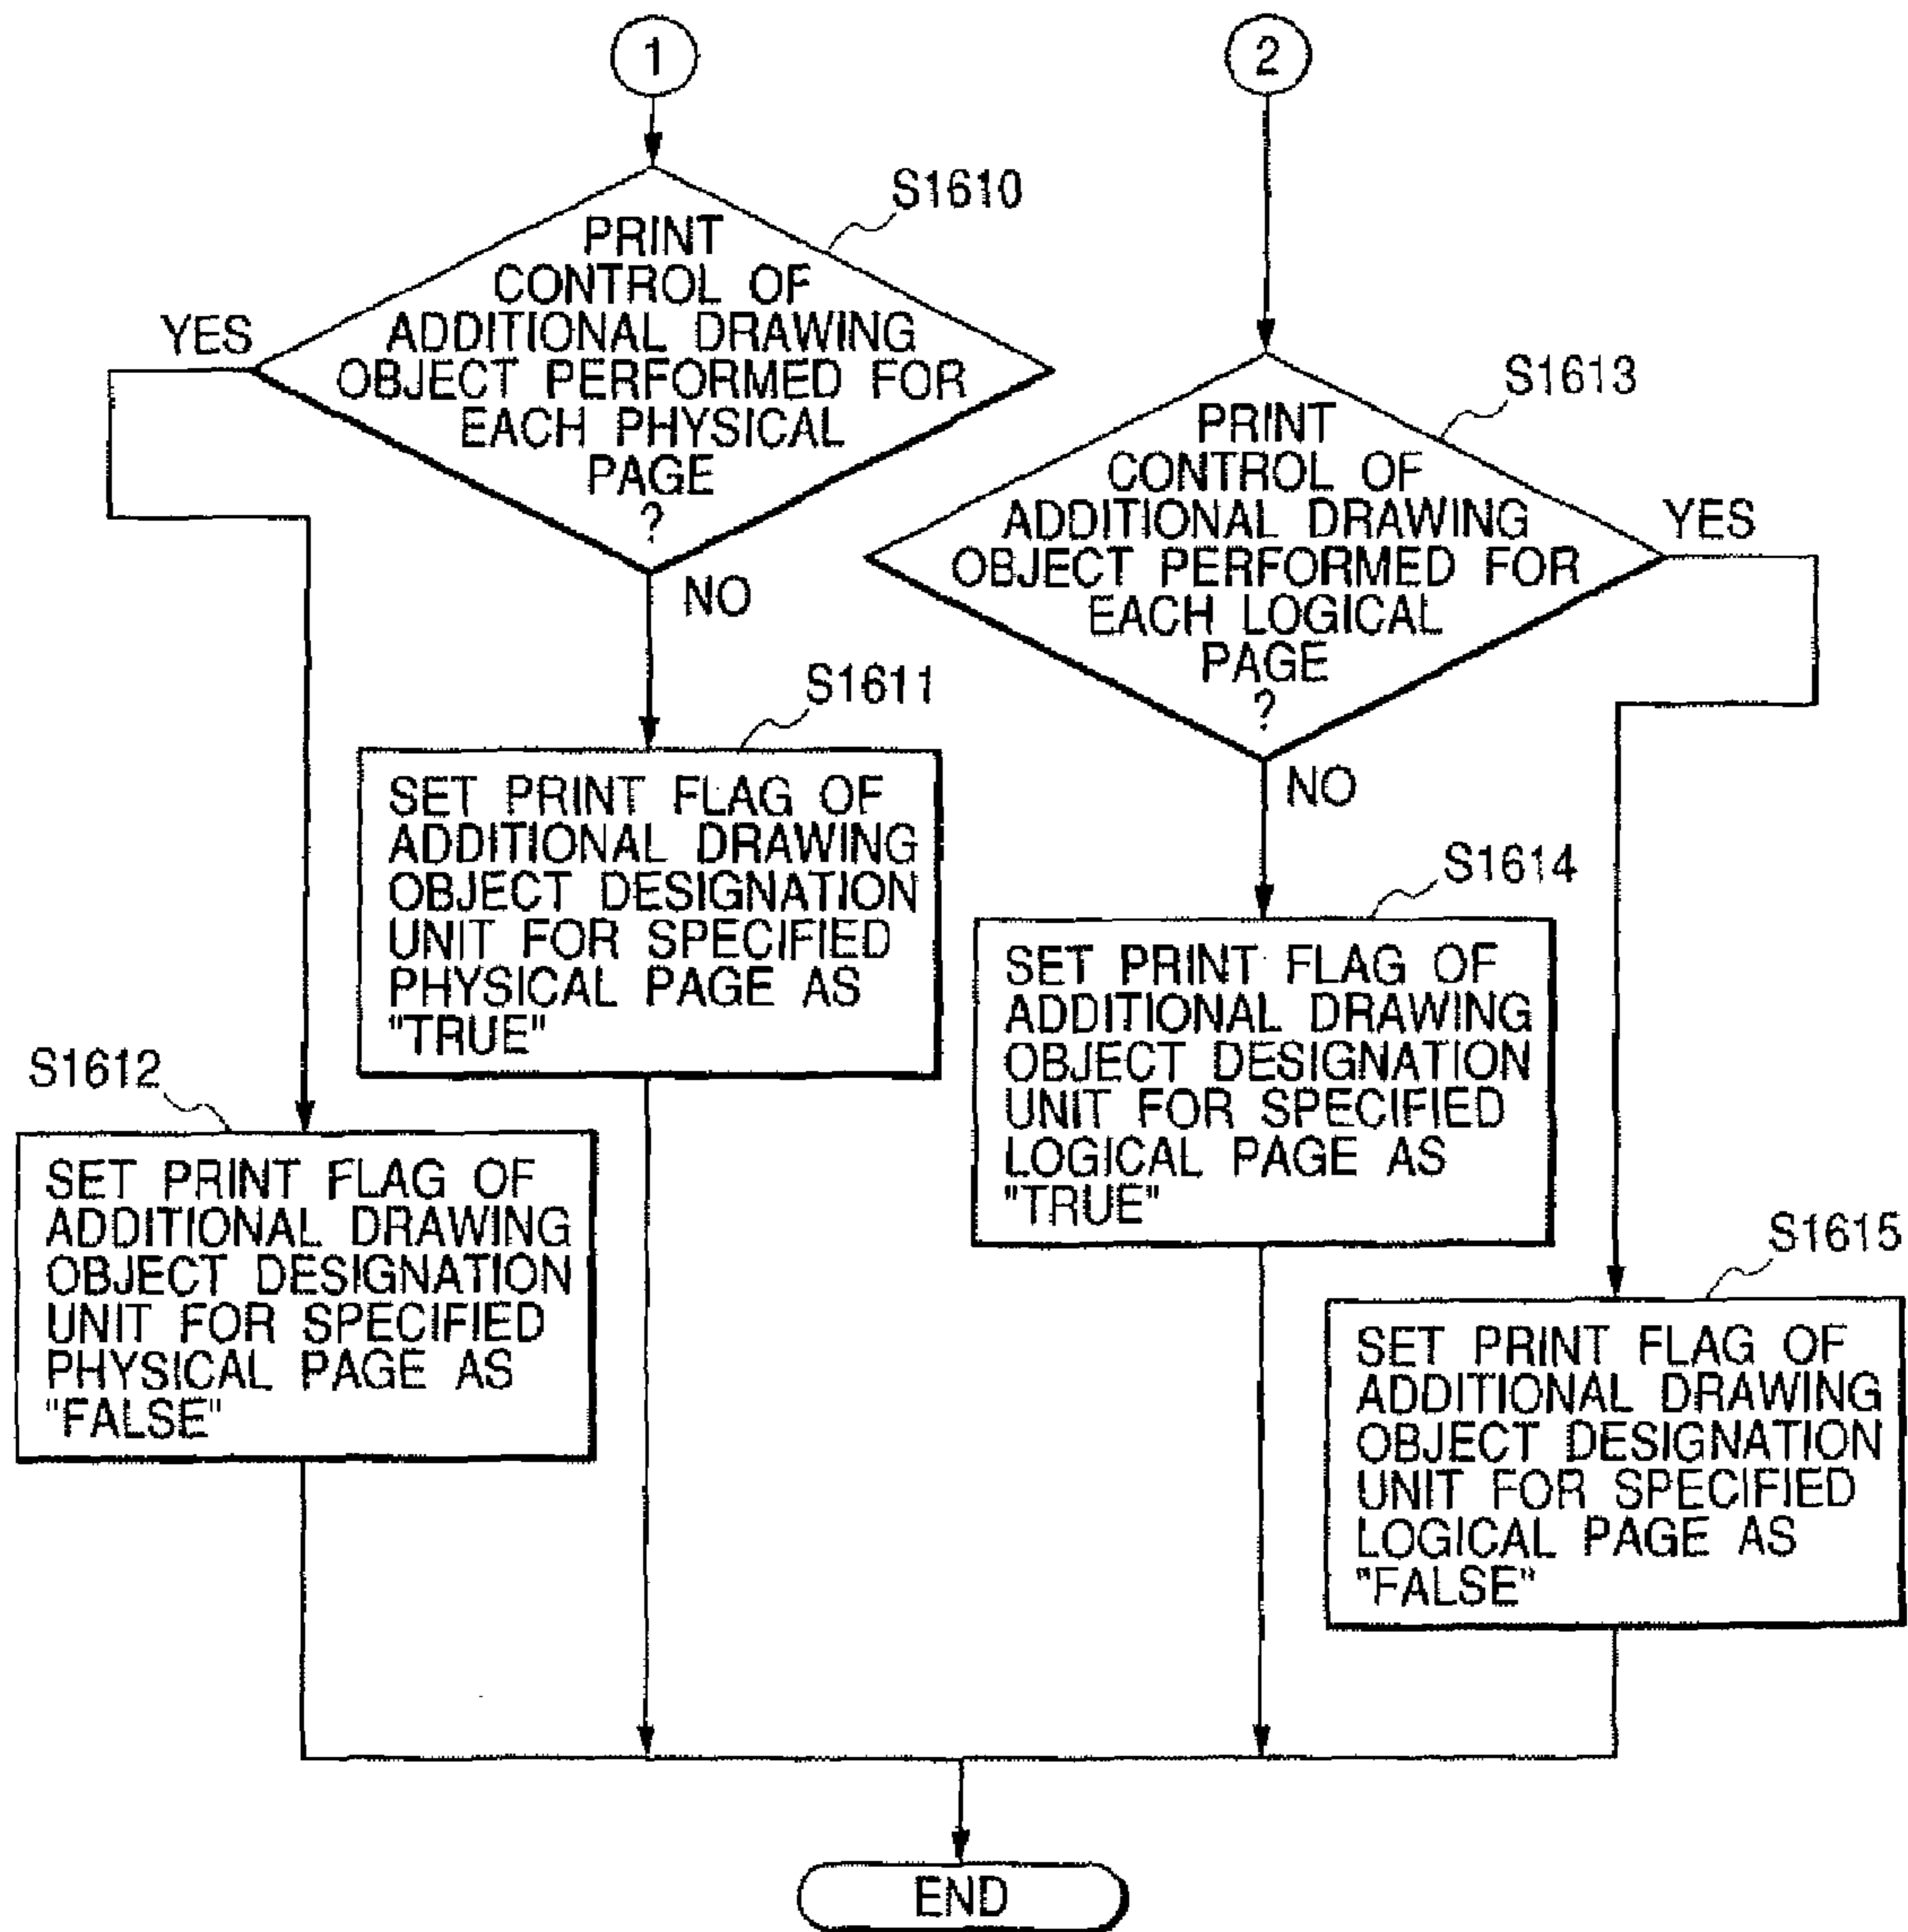 1
2
S1610
PRINT
CONTROL OF
ADDITIONAL DRAWING
OBJECT PERFORMED FOR
EACH PHYSICAL
PAGE
?
YES
NO
S1613
PRINT
CONTROL OF
ADDITIONAL DRAWING
OBJECT PERFORMED FOR
EACH LOGICAL
PAGE
?
YES
NO
S1611
SET PRINT FLAG OF
ADDITIONAL DRAWING
OBJECT DESIGNATION
UNIT FOR SPECIFIED
PHYSICAL PAGE AS
"TRUE"
S1614
SET PRINT FLAG OF
ADDITIONAL DRAWING
OBJECT DESIGNATION
UNIT FOR SPECIFIED
LOGICAL PAGE AS
"TRUE"
S1612
SET PRINT FLAG OF
ADDITIONAL DRAWING
OBJECT DESIGNATION
UNIT FOR SPECIFIED
PHYSICAL PAGE AS
"FALSE"
S1615
SET PRINT FLAG OF
ADDITIONAL DRAWING
OBJECT DESIGNATION
UNIT FOR SPECIFIED
LOGICAL PAGE AS
"FALSE"
END